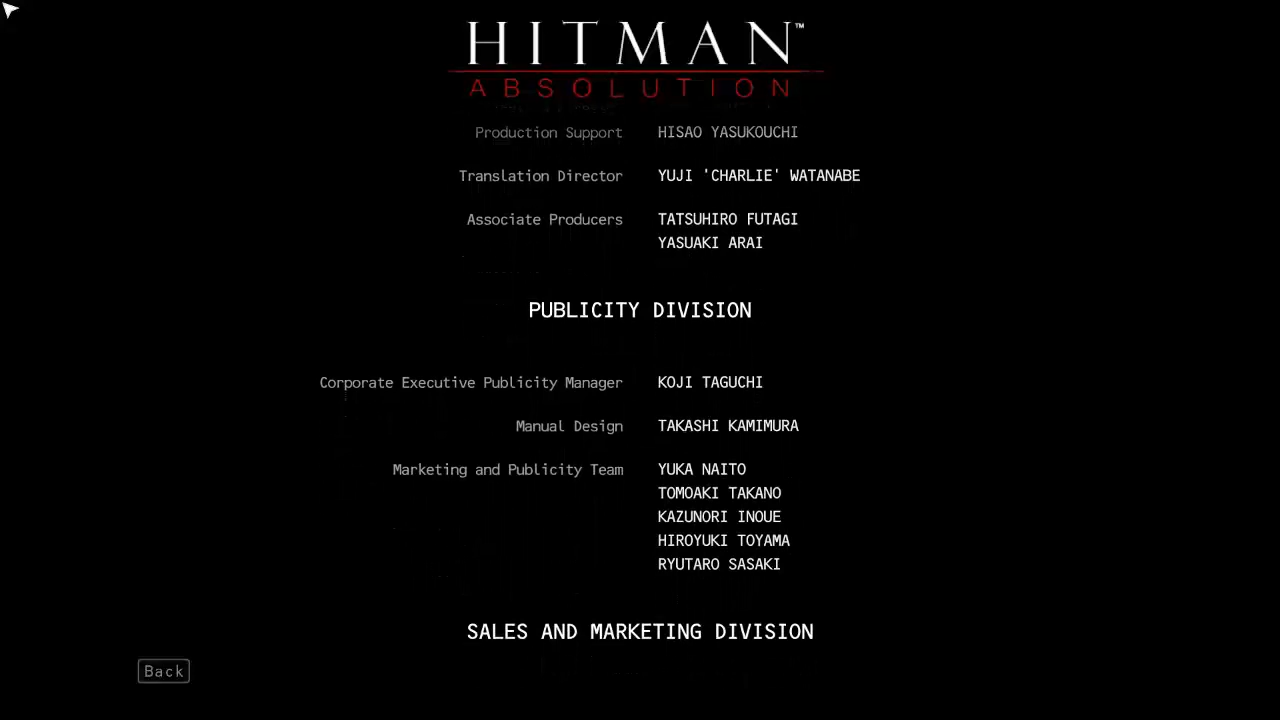 HITMAN™
ABSOLUTION
Production Support HISAO YASUKOUCHI
Translation Director YUJI 'CHARLIE' WATANABE
Associate Producers TATSUHIRO FUTAGI
YASUAKI ARAI
PUBLICITY DIVISION
Corporate Executive Publicity Manager KOJI TAGUCHI
Manual Design TAKASHI KAMIMURA
Marketing and Publicity Team YUKA NAITO
TOMOAKI TAKANO
KAZUNORI INOUE
HIROYUKI TOYAMA
RYUTARO SASAKI
SALES AND MARKETING DIVISION
Back